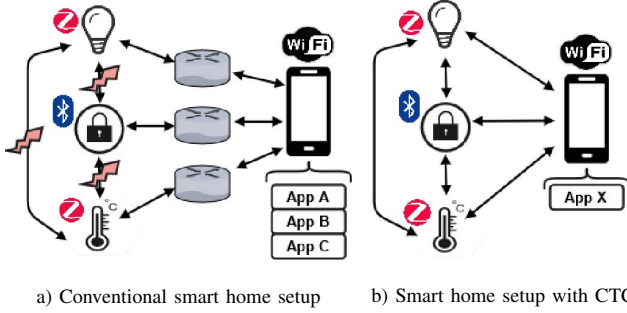 Wi Fi
Wi Fi
°C
°C
App A
App B
App C
App X
a) Conventional smart home setup
b) Smart home setup with CTC